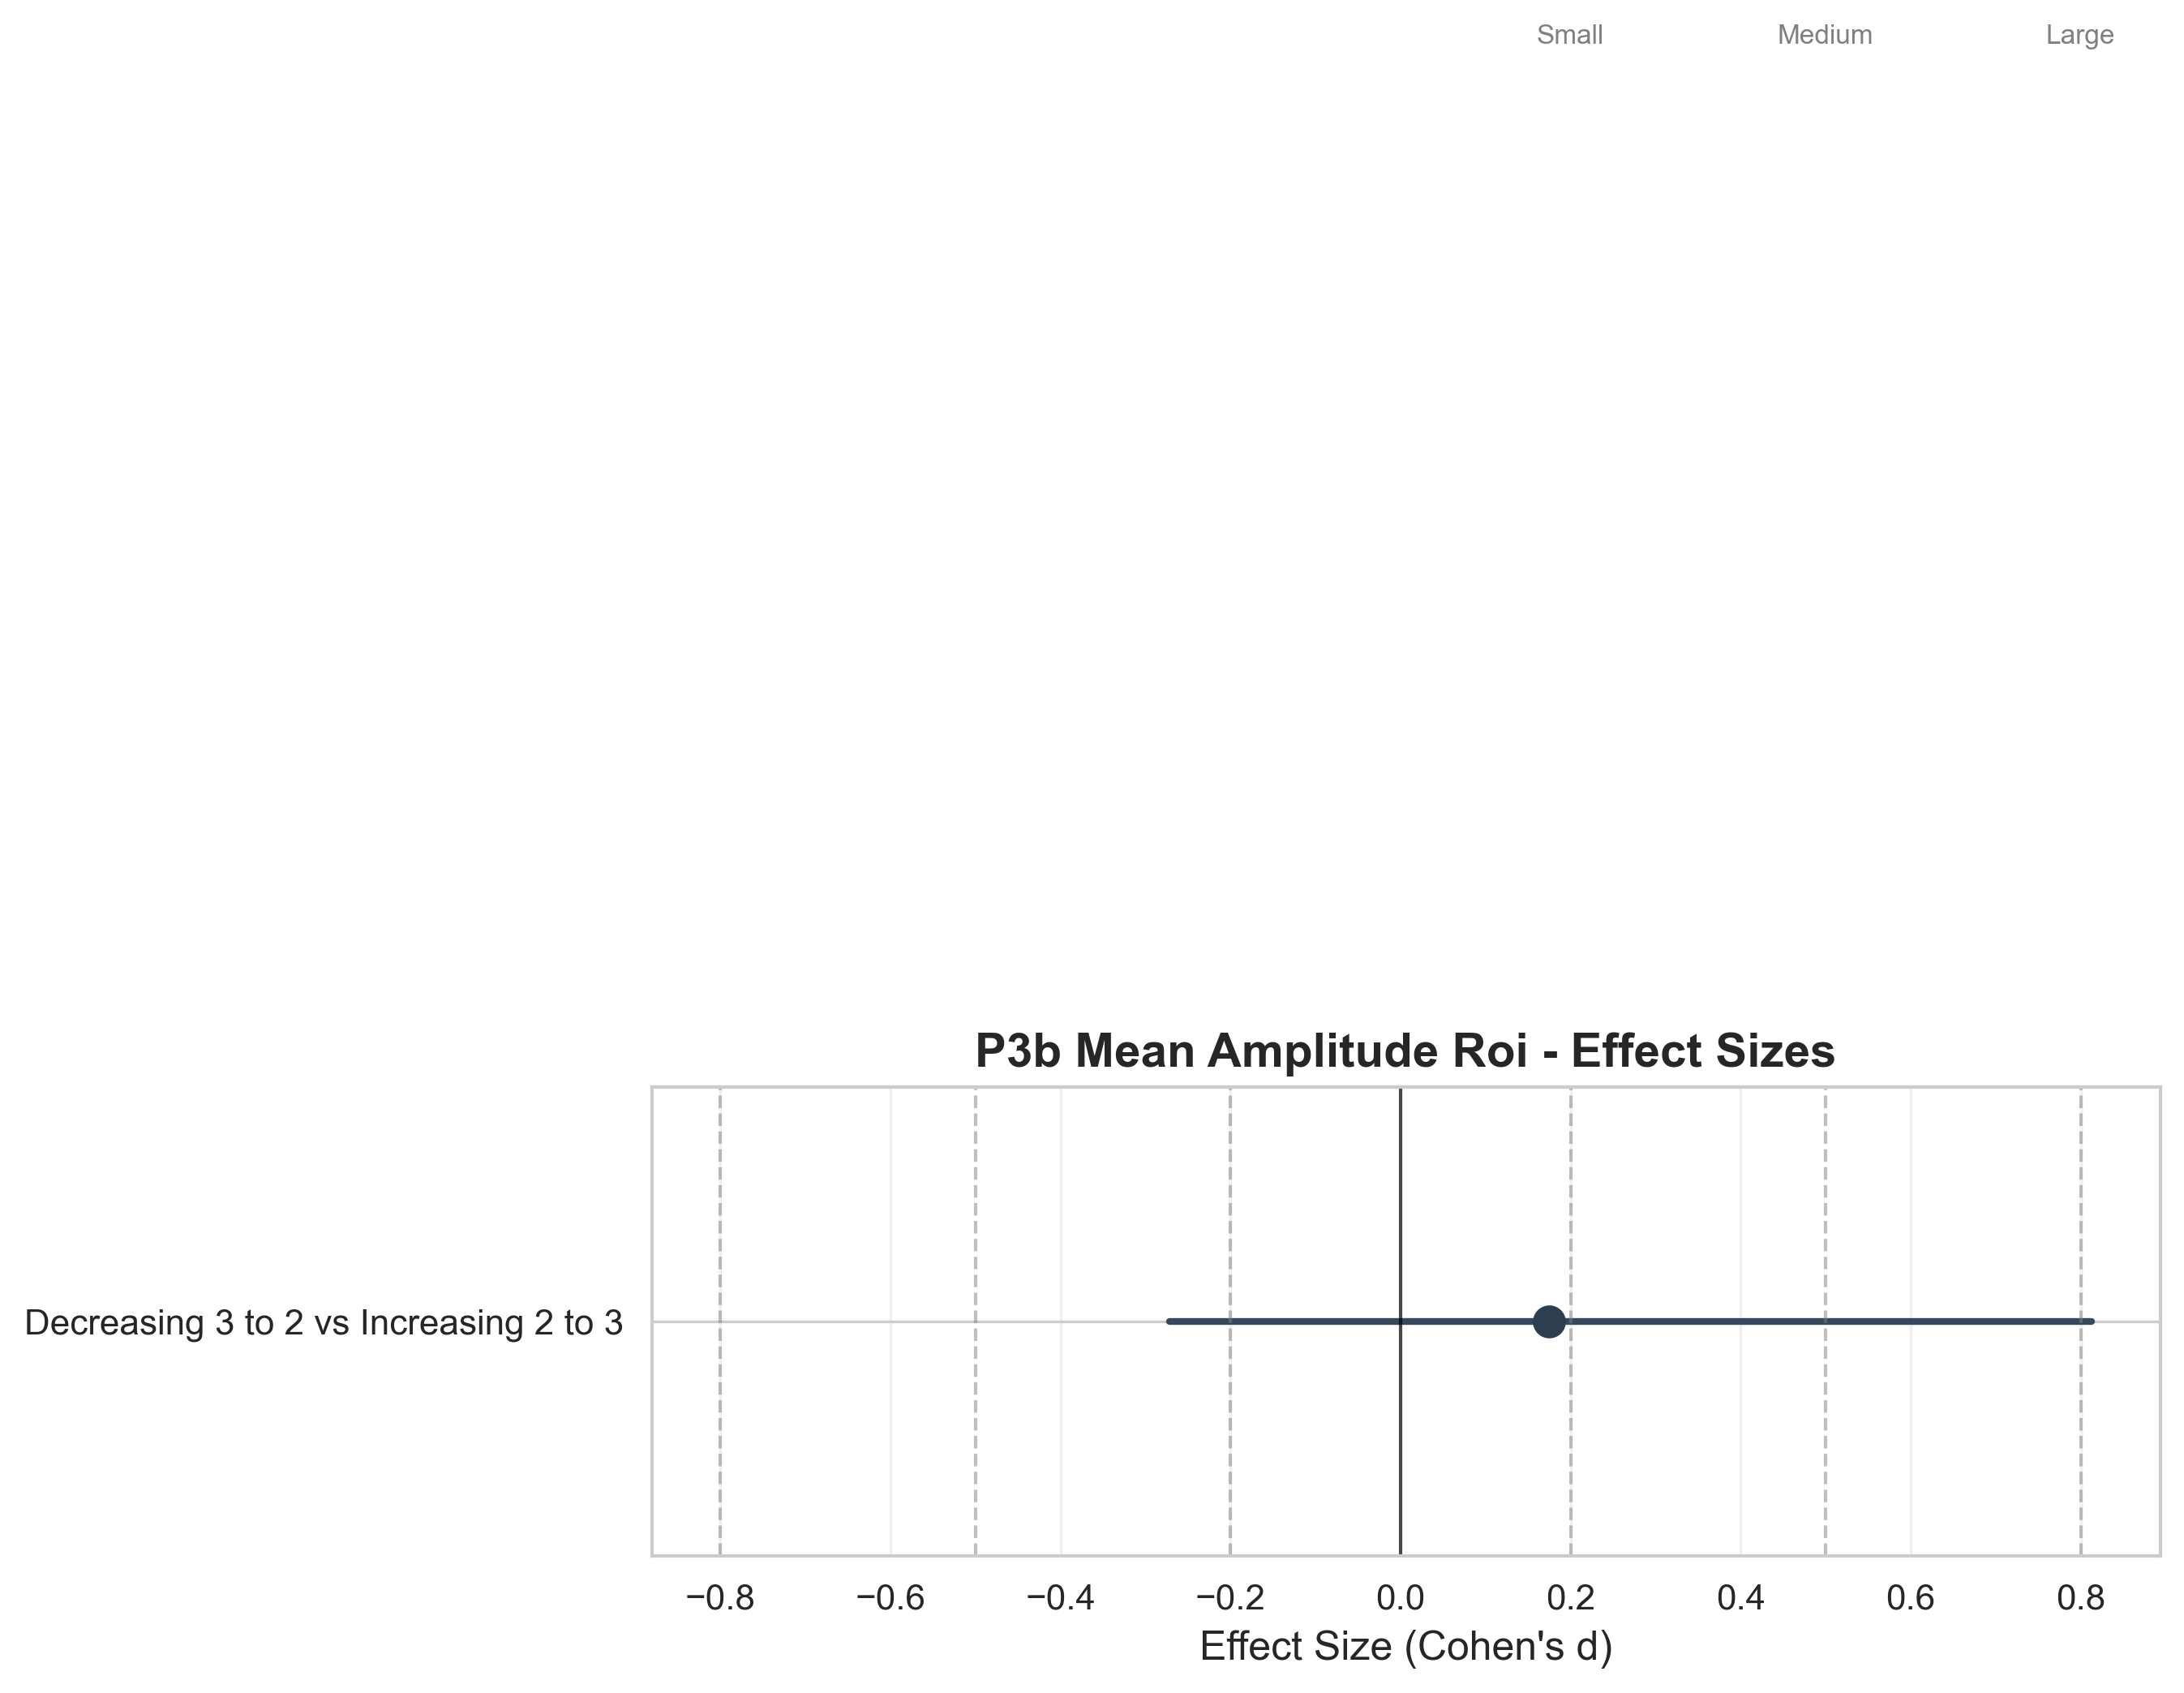 Small Medium Large
P3b Mean Amplitude Roi - Effect Sizes
Decreasing 3 to 2 vs Increasing 2 to 3
−0.8 −0.6 −0.4 −0.2 0.0 0.2 0.4 0.6 0.8
Effect Size (Cohen's d)